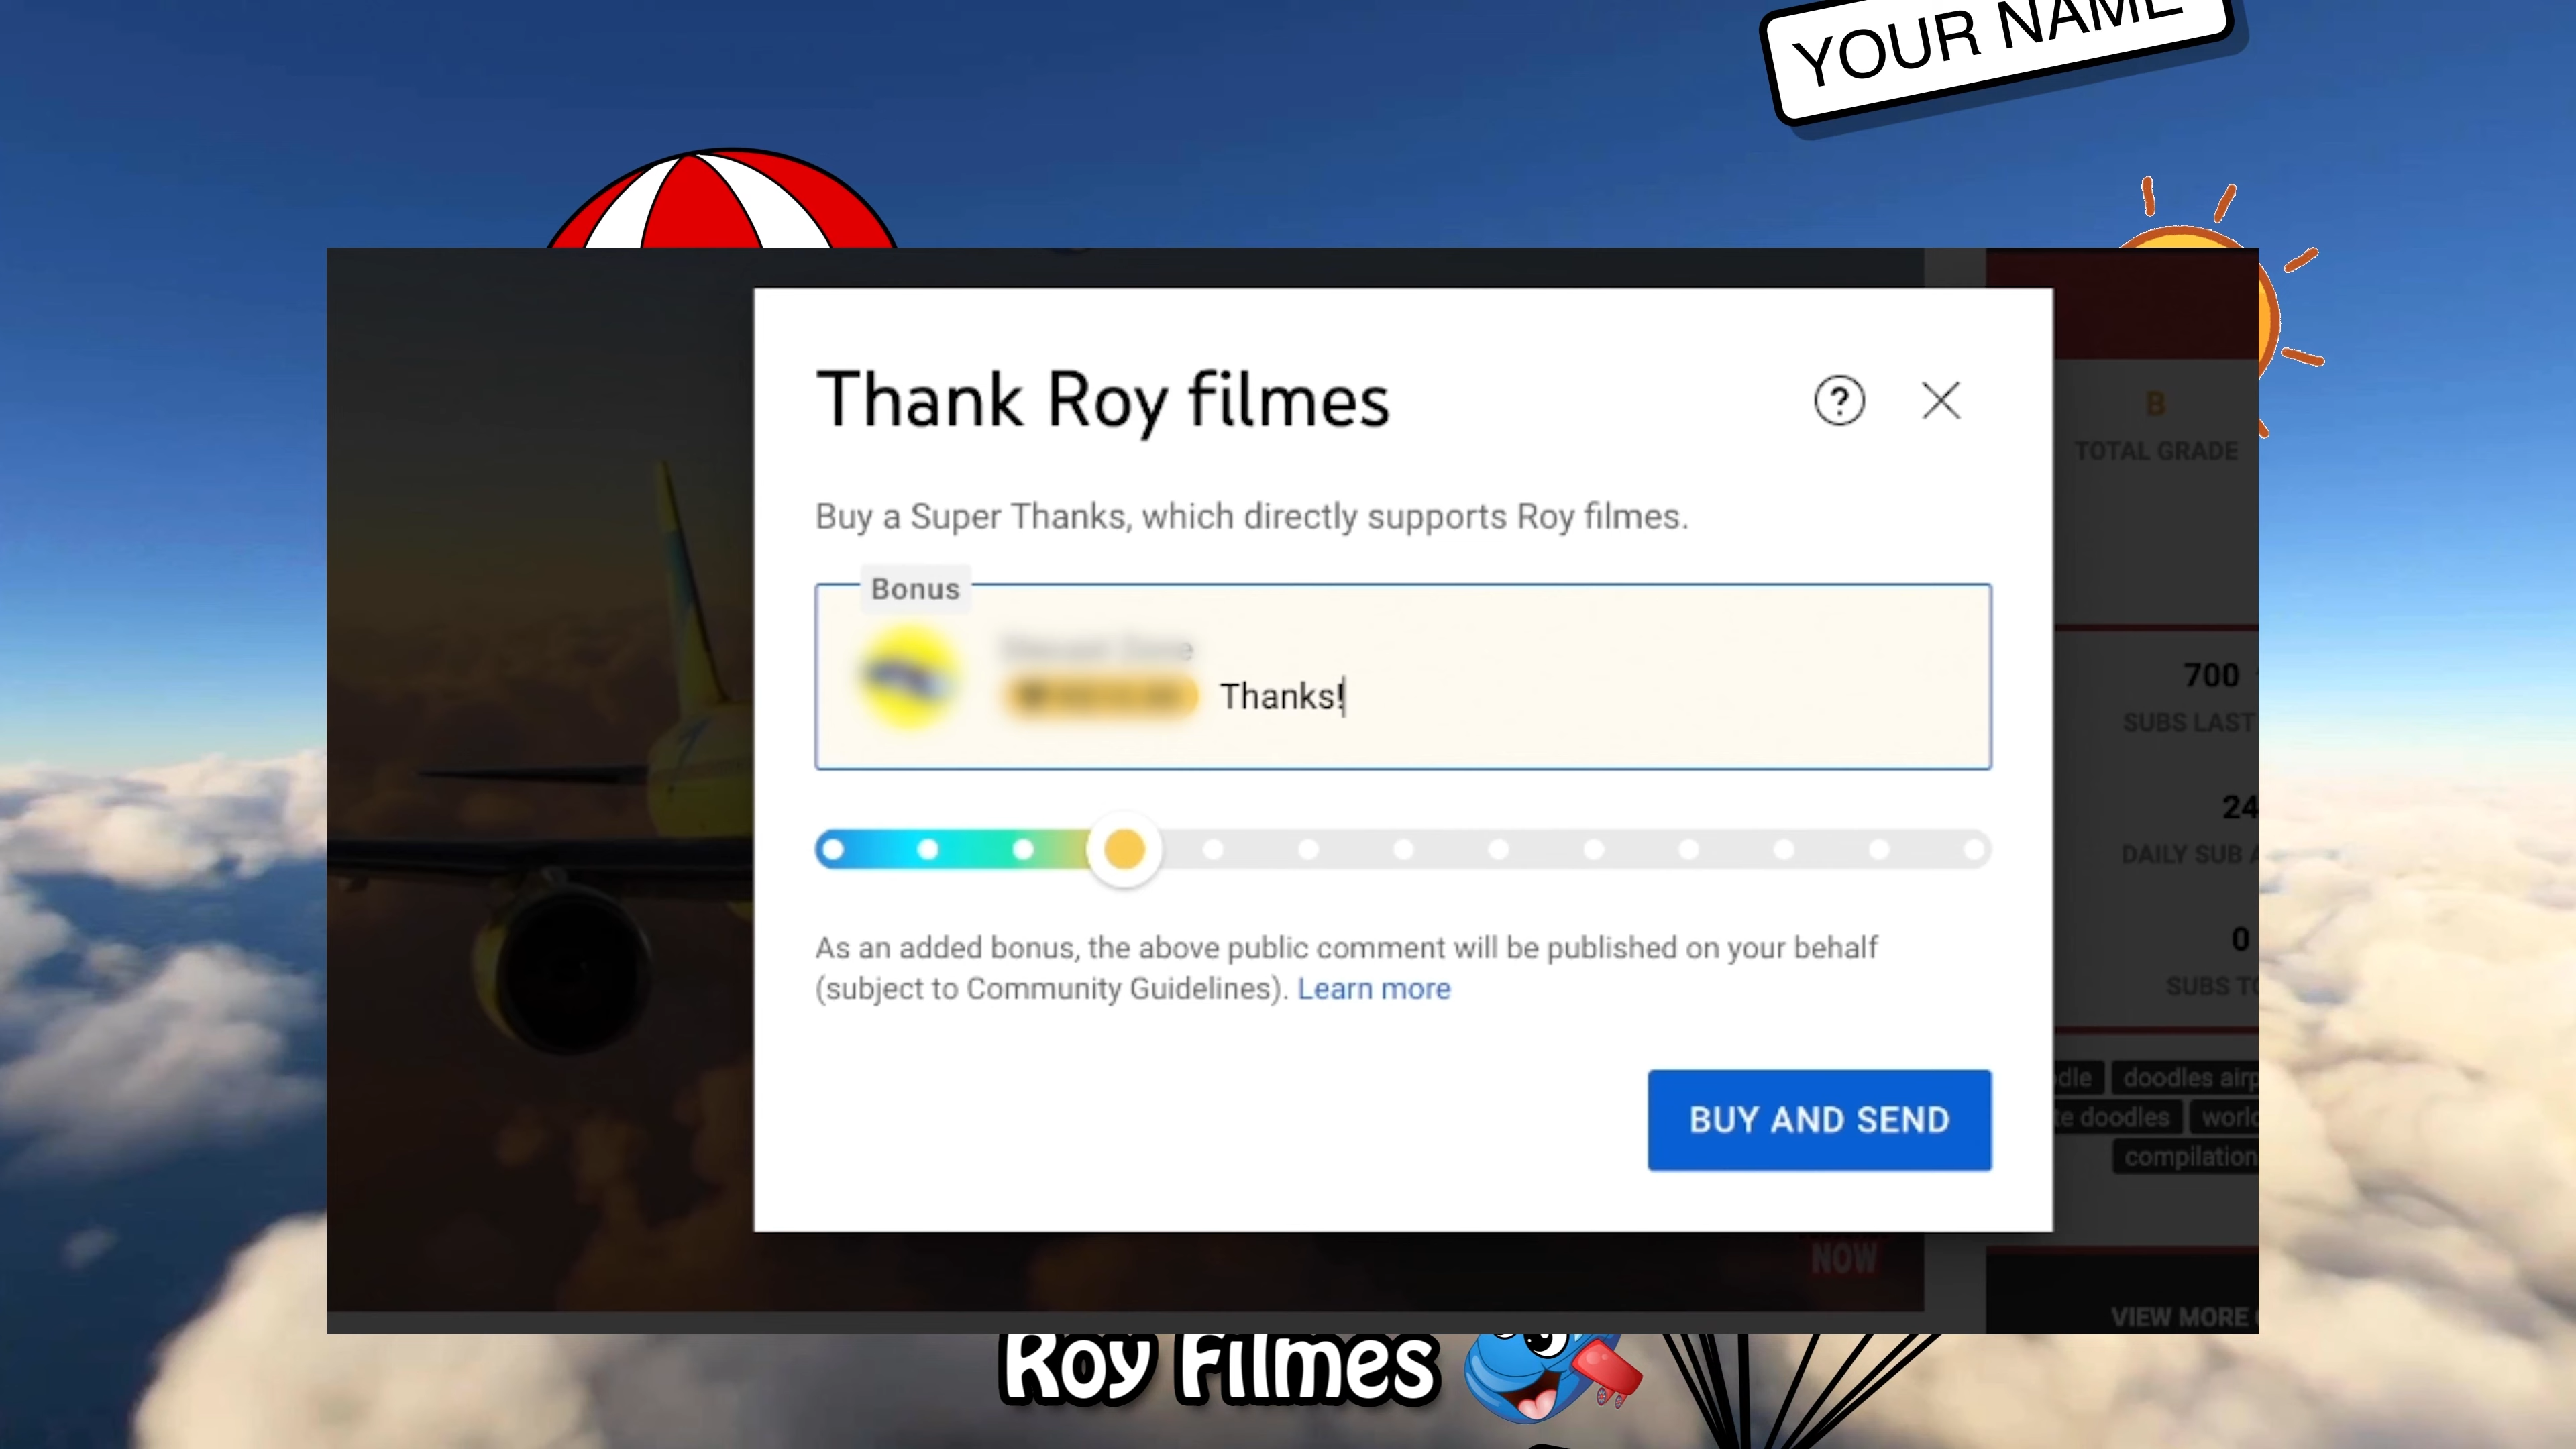 YOUR NAME
Thank Roy filmes
?
Buy a Super Thanks, which directly supports Roy filmes.
Bonus
Thanks!
As an added bonus, the above public comment will be published on your behalf
(subject to Community Guidelines). Learn more
BUY AND SEND
B
TOTAL GRADE
700
SUBS LAST
24
DAILY SUB
0
SUBS
doodles
compilation
VIEW MORE
NOW
Roy Filmes